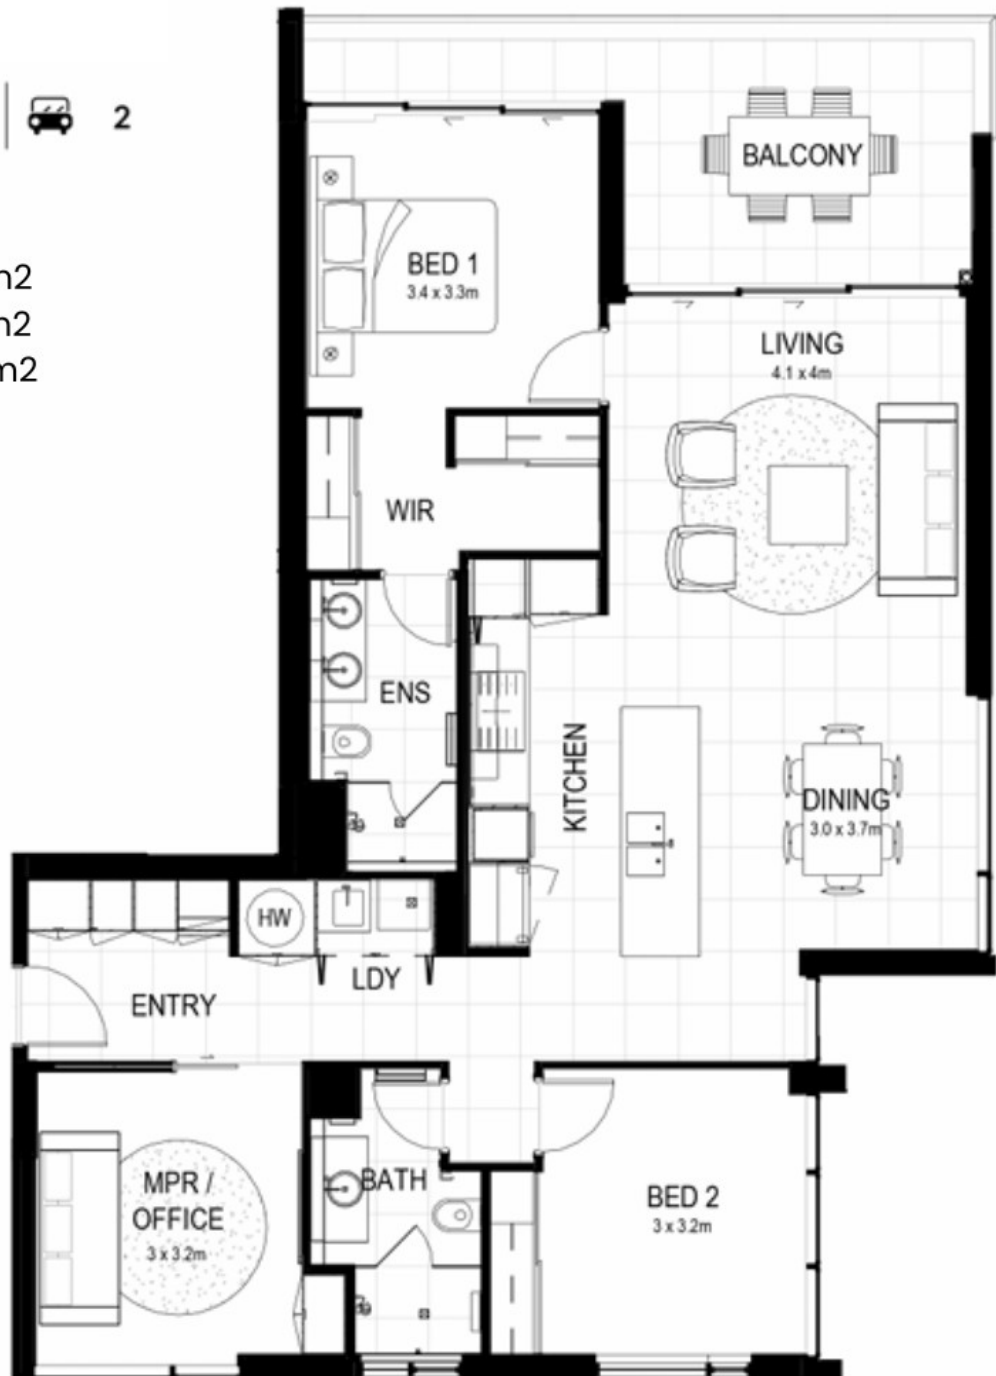 2
m2
m2
m2
BALCONY
BED 1
3.4 x 3.3m
LIVING
4.1 x 4m
WIR
ENS
KITCHEN
DINING
3.0 x 3.7m
HW
LDY
ENTRY
MPR /
OFFICE
3 x 3.2m
BATH
BED 2
3 x 3.2m